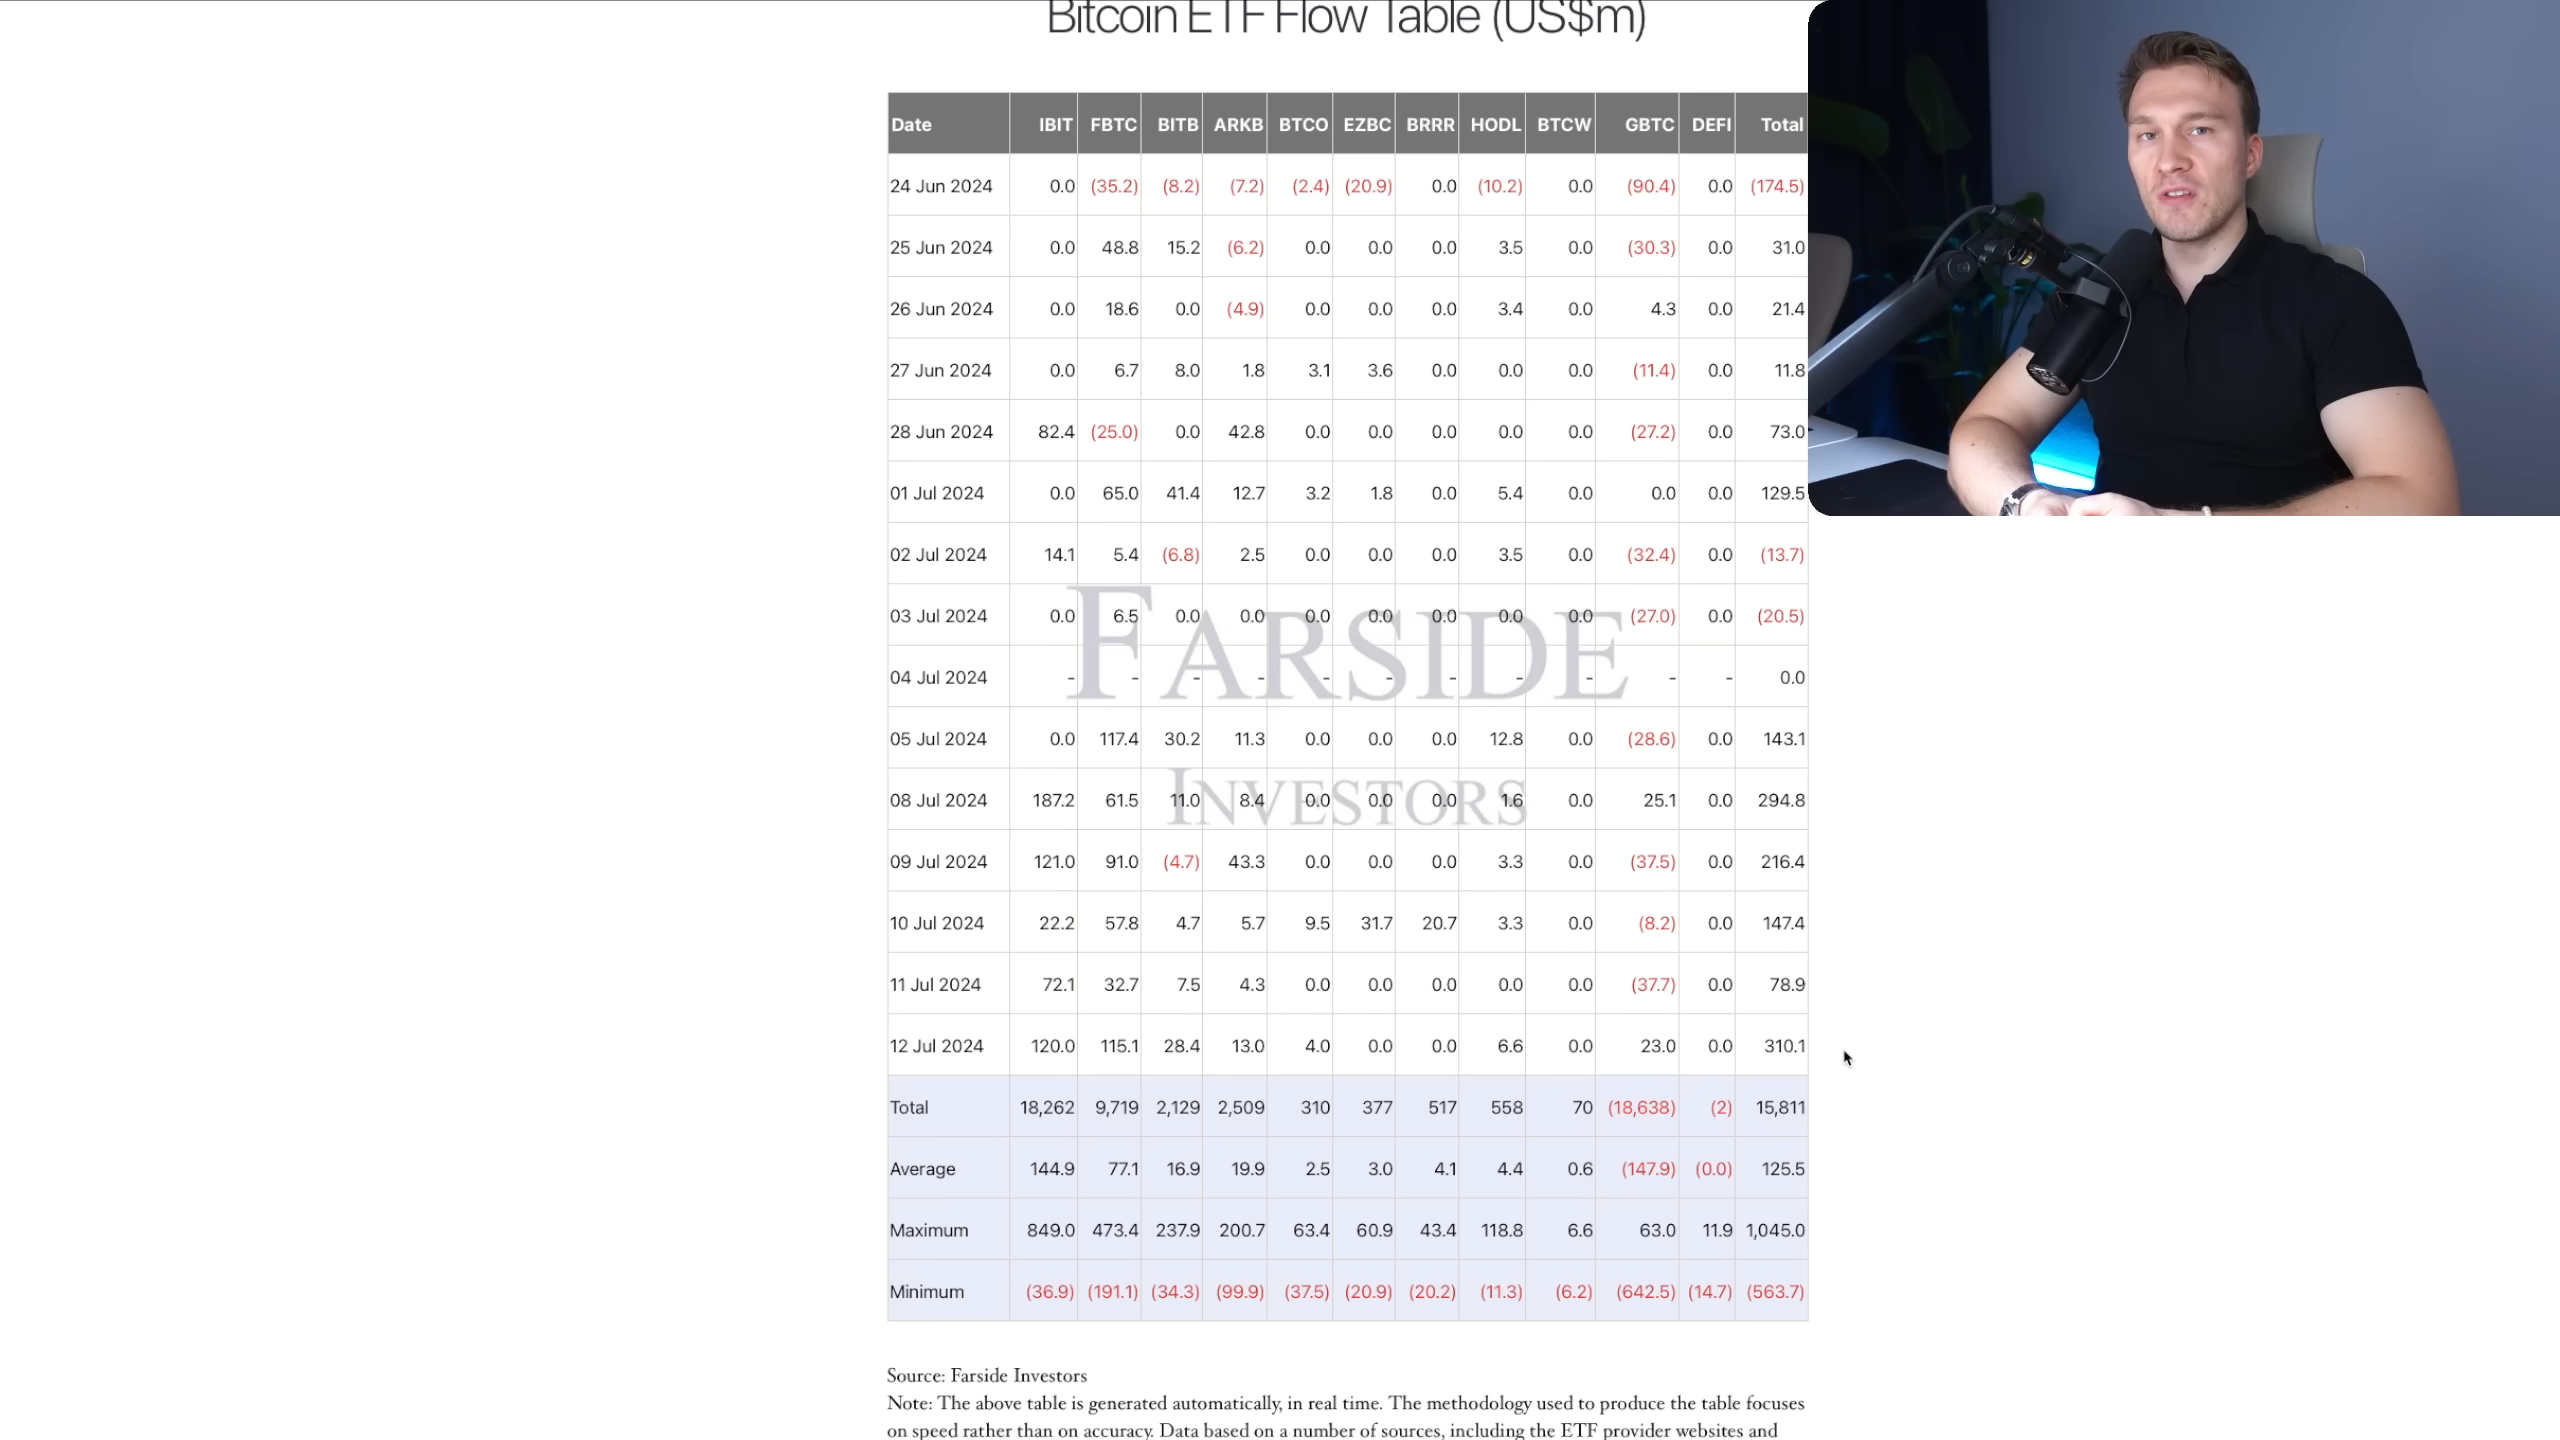 Bitcoin ETF Flow Table (US$m)
Date IBIT FBTC BITB ARKB BTCO EZBC BRRR HODL BTCW GBTC DEFI Total
24 Jun 2024 0.0 (35.2) (8.2) (7.2) (2.4) (20.9) 0.0 (10.2) 0.0 (90.4) 0.0 (174.5)
25 Jun 2024 0.0 48.8 15.2 (6.2) 0.0 0.0 0.0 3.5 0.0 (30.3) 0.0 31.0
26 Jun 2024 0.0 18.6 0.0 (4.9) 0.0 0.0 0.0 3.4 0.0 4.3 0.0 21.4
27 Jun 2024 0.0 6.7 8.0 1.8 3.1 3.6 0.0 0.0 0.0 (11.4) 0.0 11.8
28 Jun 2024 82.4 (25.0) 0.0 42.8 0.0 0.0 0.0 0.0 0.0 (27.2) 0.0 73.0
01 Jul 2024 0.0 65.0 41.4 12.7 3.2 1.8 0.0 5.4 0.0 0.0 0.0 129.5
02 Jul 2024 14.1 5.4 (6.8) 2.5 0.0 0.0 0.0 3.5 0.0 (32.4) 0.0 (13.7)
03 Jul 2024 0.0 6.5 0.0 0.0 0.0 0.0 0.0 0.0 0.0 (27.0) 0.0 (20.5)
FARSIDE
04 Jul 2024 - - - - - - - - - - - 0.0
05 Jul 2024 0.0 117.4 30.2 11.3 0.0 0.0 0.0 12.8 0.0 (28.6) 0.0 143.1
INVESTORS
08 Jul 2024 187.2 61.5 11.0 8.4 0.0 0.0 0.0 1.6 0.0 25.1 0.0 294.8
09 Jul 2024 121.0 91.0 (4.7) 43.3 0.0 0.0 0.0 3.3 0.0 (37.5) 0.0 216.4
10 Jul 2024 22.2 57.8 4.7 5.7 9.5 31.7 20.7 3.3 0.0 (8.2) 0.0 147.4
11 Jul 2024 72.1 32.7 7.5 4.3 0.0 0.0 0.0 0.0 0.0 (37.7) 0.0 78.9
12 Jul 2024 120.0 115.1 28.4 13.0 4.0 0.0 0.0 6.6 0.0 23.0 0.0 310.1
Total 18,262 9,719 2,129 2,509 310 377 517 558 70 (18,638) (2) 15,811
Average 144.9 77.1 16.9 19.9 2.5 3.0 4.1 4.4 0.6 (147.9) (0.0) 125.5
Maximum 849.0 473.4 237.9 200.7 63.4 60.9 43.4 118.8 6.6 63.0 11.9 1,045.0
Minimum (36.9) (191.1) (34.3) (99.9) (37.5) (20.9) (20.2) (11.3) (6.2) (642.5) (14.7) (563.7)
Source: Farside Investors
Note: The above table is generated automatically, in real time. The methodology used to produce the table focuses
on speed rather than on accuracy. Data based on a number of sources, including the ETF provider websites and